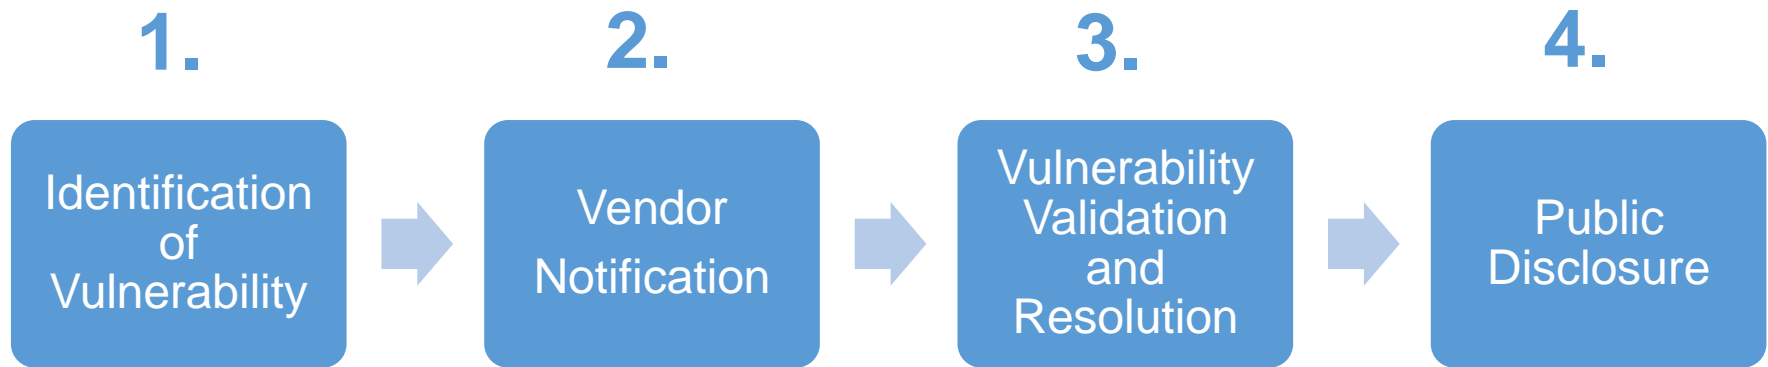 1.
2.
3.
4.
Identification
of
Vulnerability
Vendor
Notification
Vulnerability
Validation
and
Resolution
Public
Disclosure